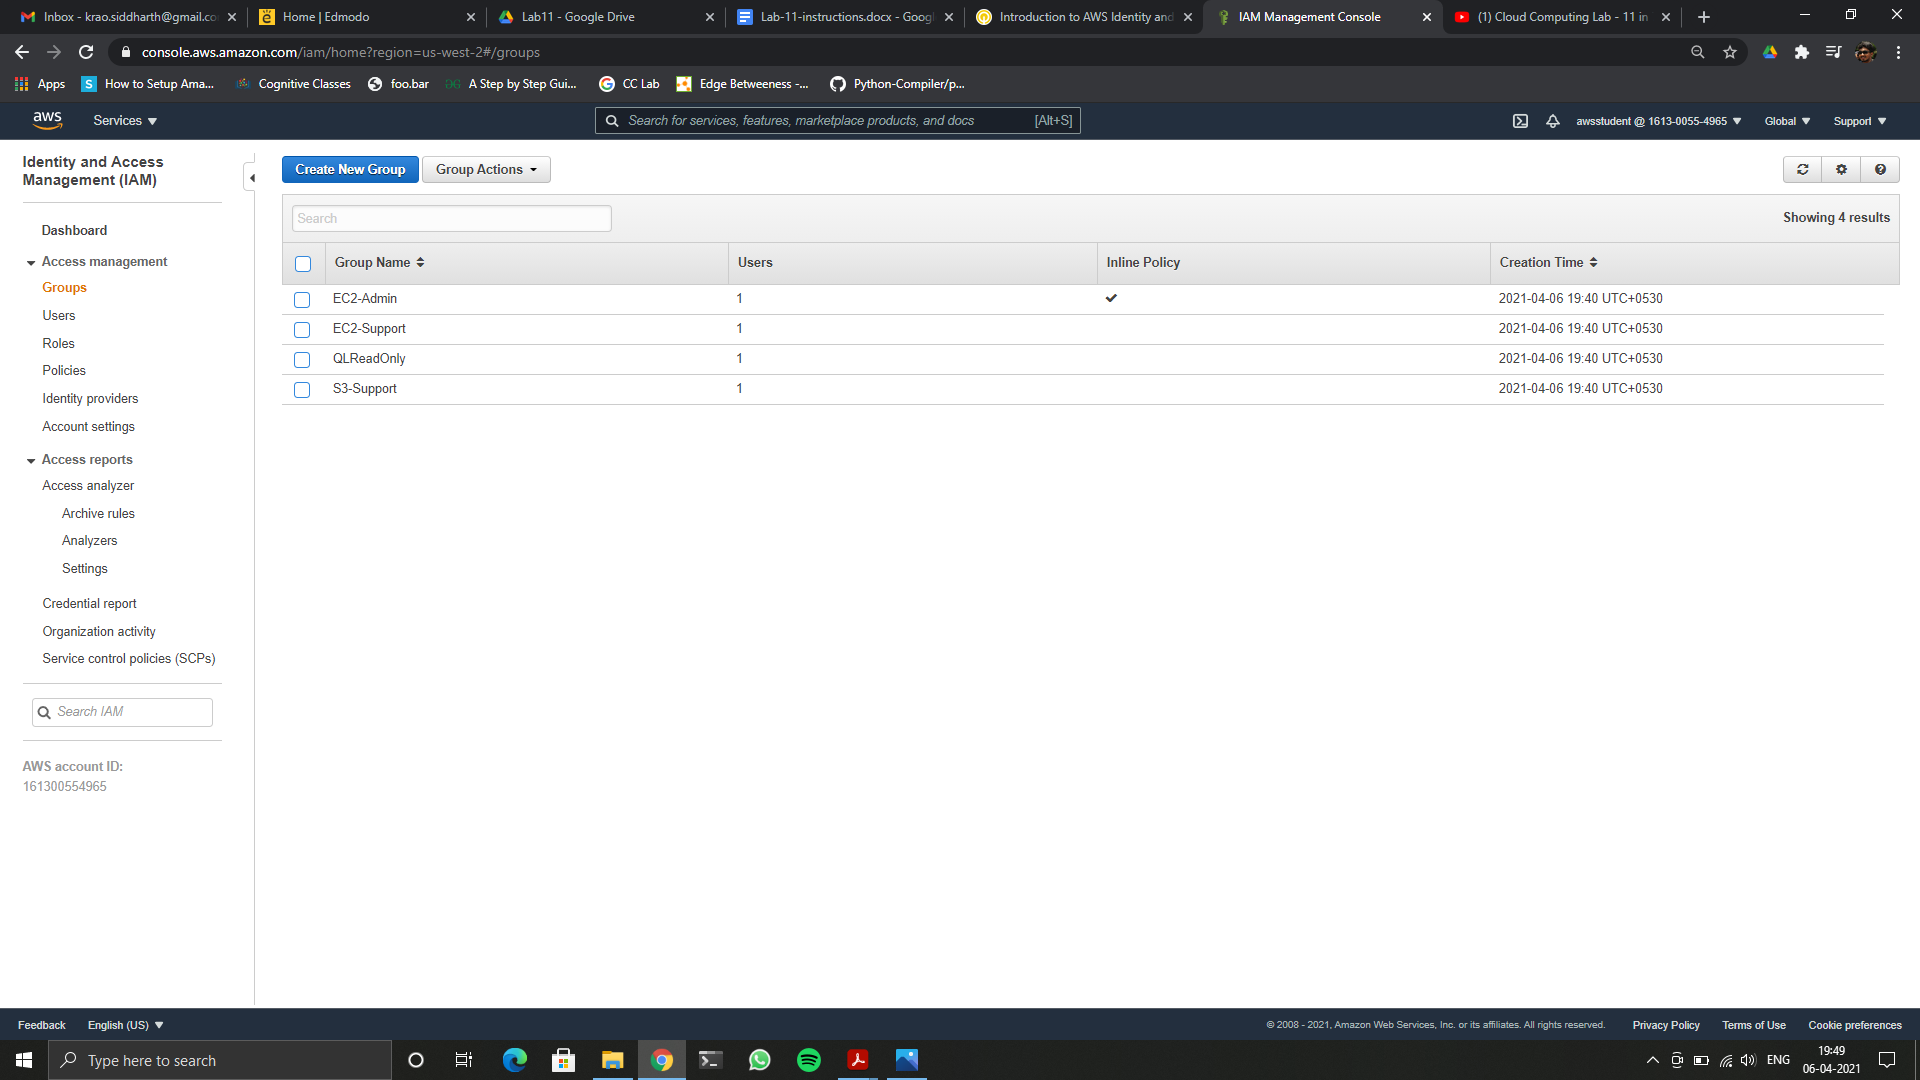 Inbox - krao.siddharth@gmail.co
Home | Edmodo
Lab11 - Google Drive
Lab-11-instructions.docx - Goog
Introduction to AWS Identity and
IAM Management Console
(1) Cloud Computing Lab - 11 in
console.aws.amazon.com/iam/home?region=us-west-2#/groups
Apps
How to Setup Ama...
Cognitive Classes
foo.bar
A Step by Step Gui...
CC Lab
Edge Betweeness -...
Python-Compiler/p...
aws
Services
Search for services, features, marketplace products, and docs
[Alt+S]
awsstudent @ 1613-0055-4965
Global
Support
Identity and Access
Management (IAM)
Dashboard
Access management
Groups
Users
Roles
Policies
Identity providers
Account settings
Access reports
Access analyzer
Archive rules
Analyzers
Settings
Credential report
Organization activity
Service control policies (SCPs)
Search IAM
AWS account ID:
161300554965
Create New Group
Group Actions
Search
Showing 4 results
Group Name Users Inline Policy Creation Time
EC2-Admin 1 2021-04-06 19:40 UTC+0530
EC2-Support 1 2021-04-06 19:40 UTC+0530
QLReadOnly 1 2021-04-06 19:40 UTC+0530
S3-Support 1 2021-04-06 19:40 UTC+0530
Feedback
English (US)
© 2008 - 2021, Amazon Web Services, Inc. or its affiliates. All rights reserved.
Privacy Policy
Terms of Use
Cookie preferences
Type here to search
ENG
19:49
06-04-2021